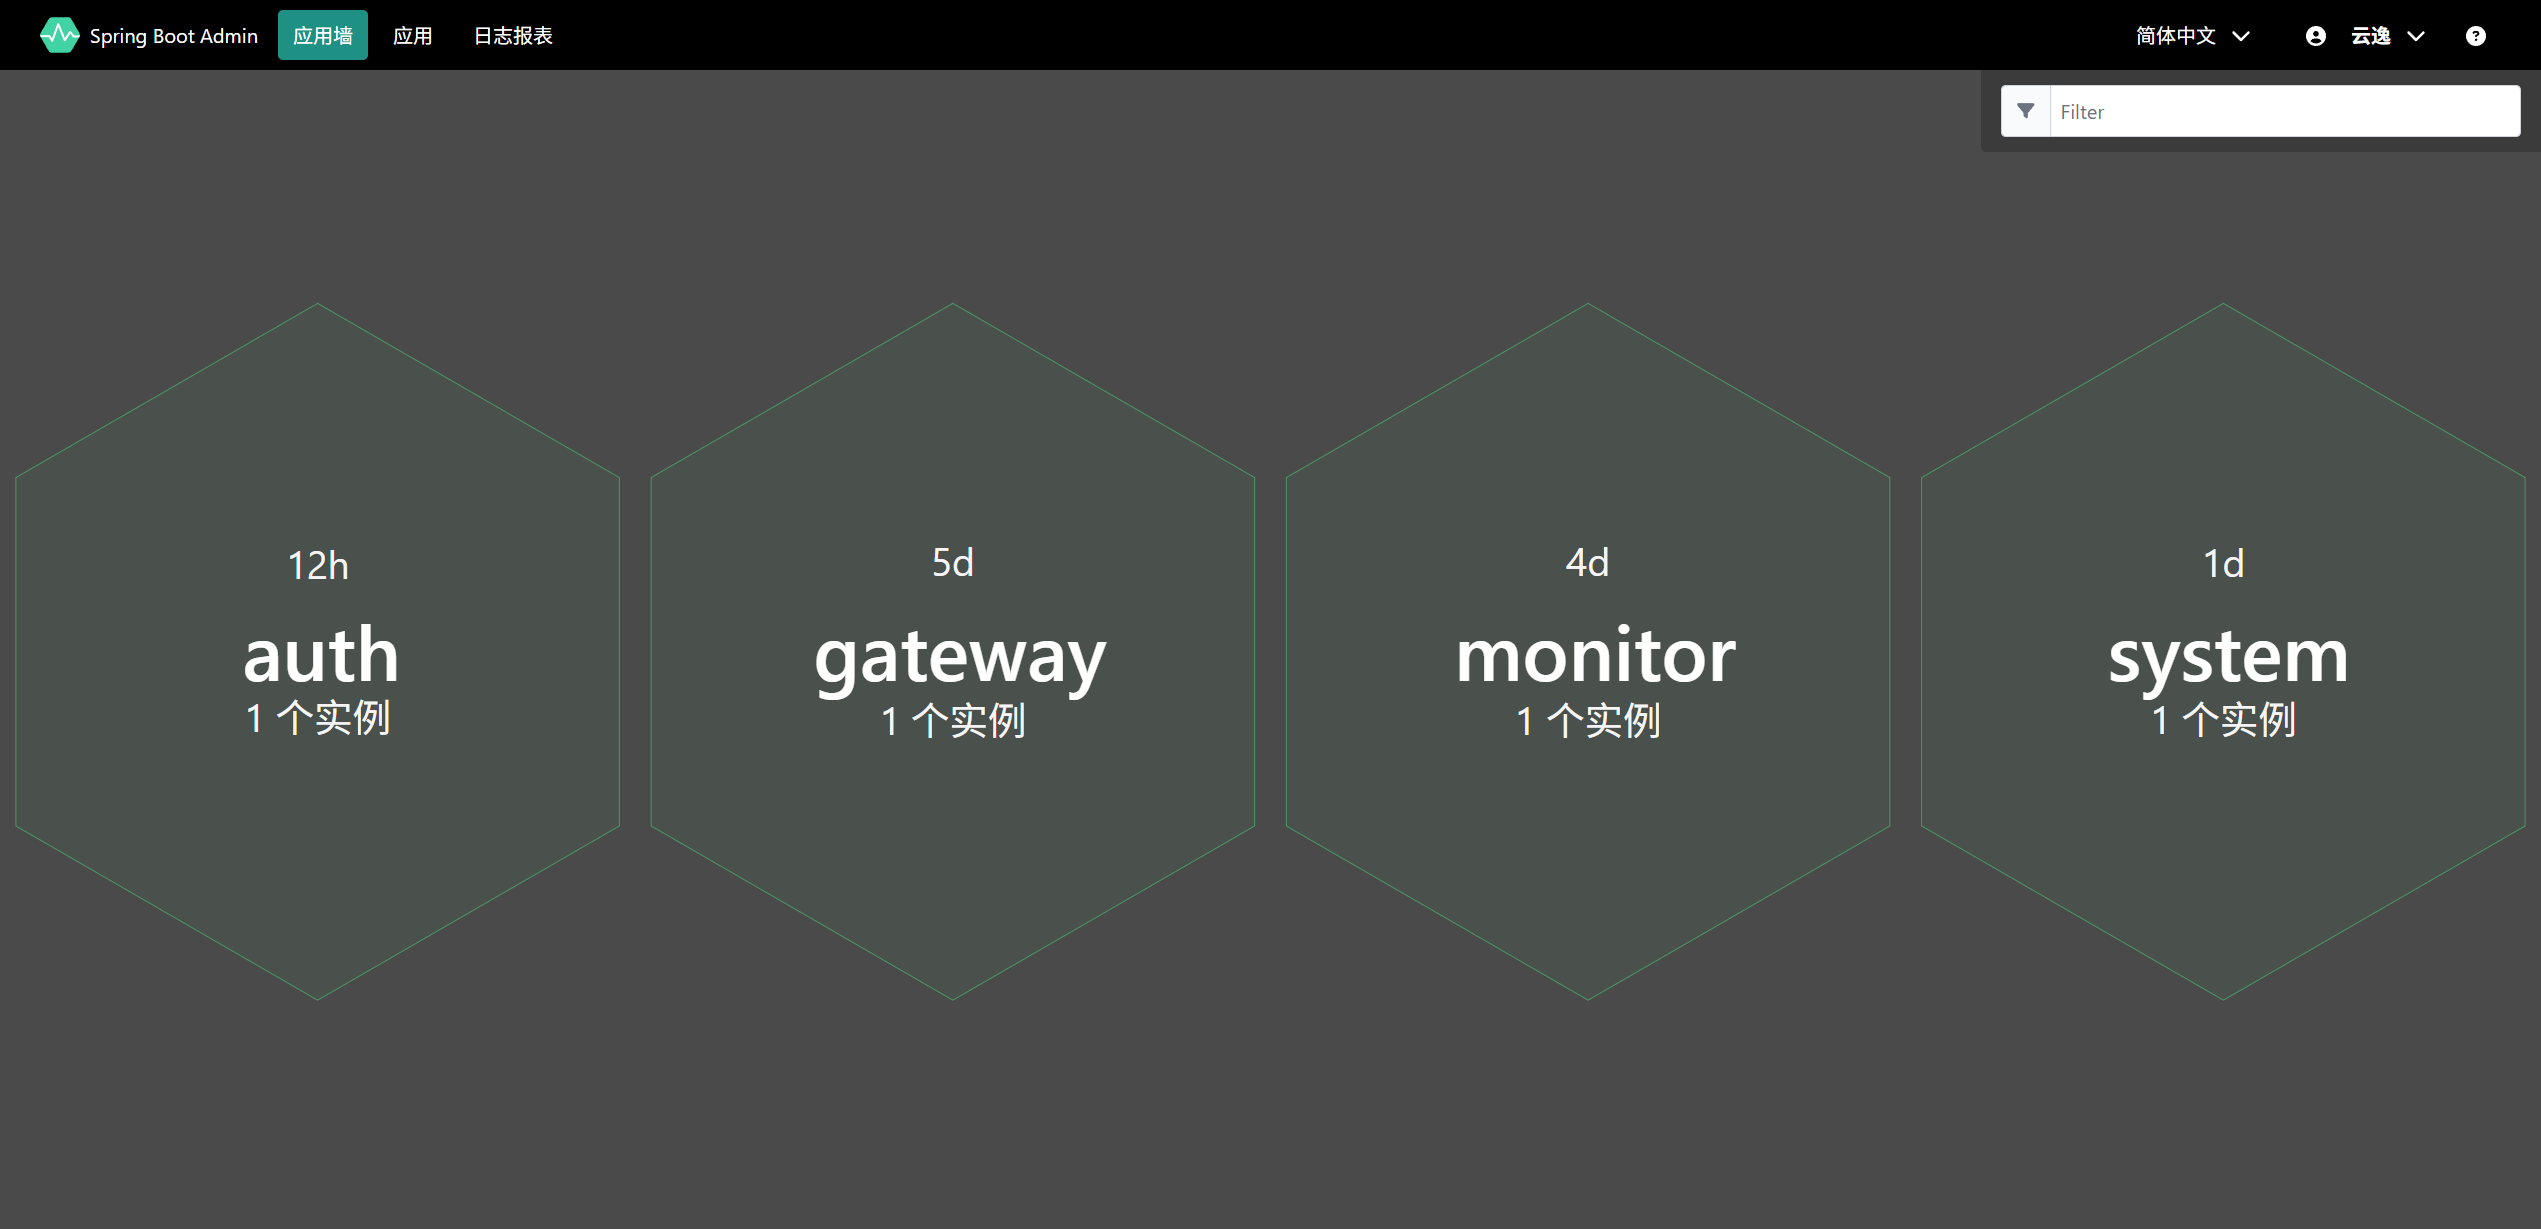 Spring Boot Admin 应用墙 应用 日志报表 简体中文 云逸
Filter
12h
auth
1 个实例
5d
gateway
1 个实例
4d
monitor
1 个实例
1d
system
1 个实例